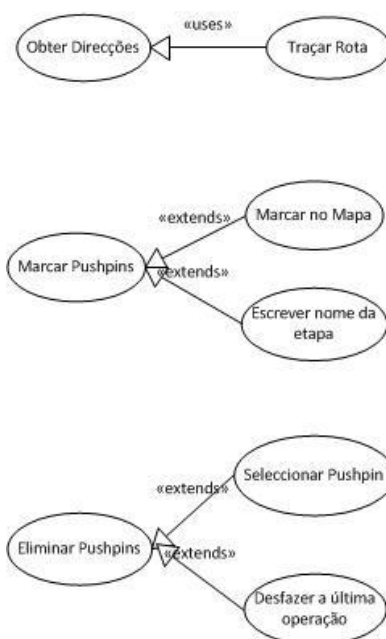 «uses»
Obter Direcções
Traçar Rota
«extends»
Marcar no Mapa
Marcar Pushpins
«extends»
Escrever nome da
etapa
«extends»
Seleccionar Pushpin
Eliminar Pushpins
«extends»
Desfazer a última
operação